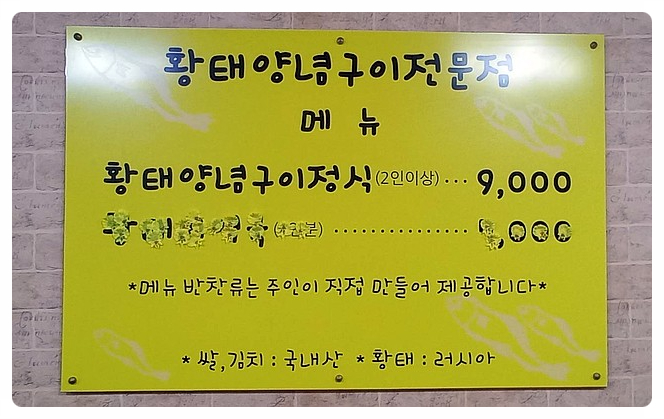 황태양념구이전문점
메 뉴
황태양념구이정식(2인이상) ··· 9,000
*메뉴 반찬류는 주인이 직접 만들어 제공합니다*
* 쌀,김치 : 국내산 * 황태 : 러시아